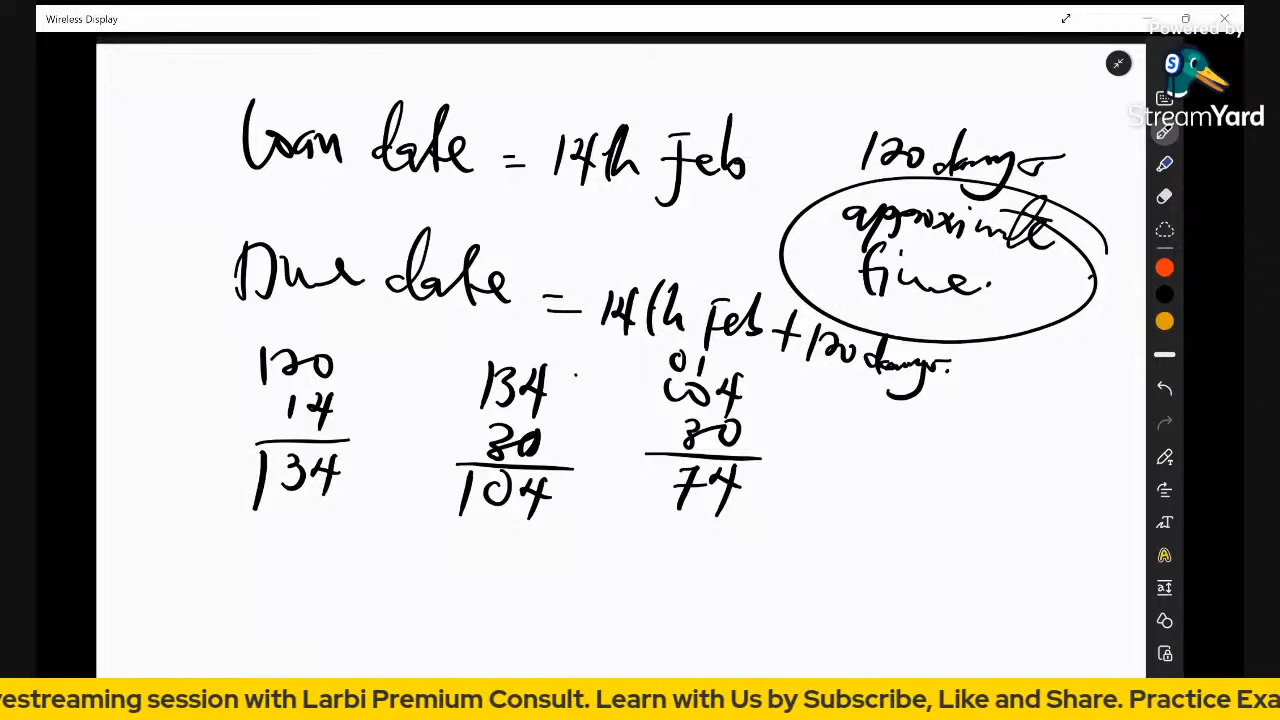 Wireless Display
Powered by
StreamYard
Loan date = 14th Feb
120 days
approximate
time.
Due date = 14th Feb + 120 days.
120
14
134
134
30
104
01
104
30
74
vestreaming session with Larbi Premium Consult. Learn with Us by Subscribe, Like and Share. Practice Exa